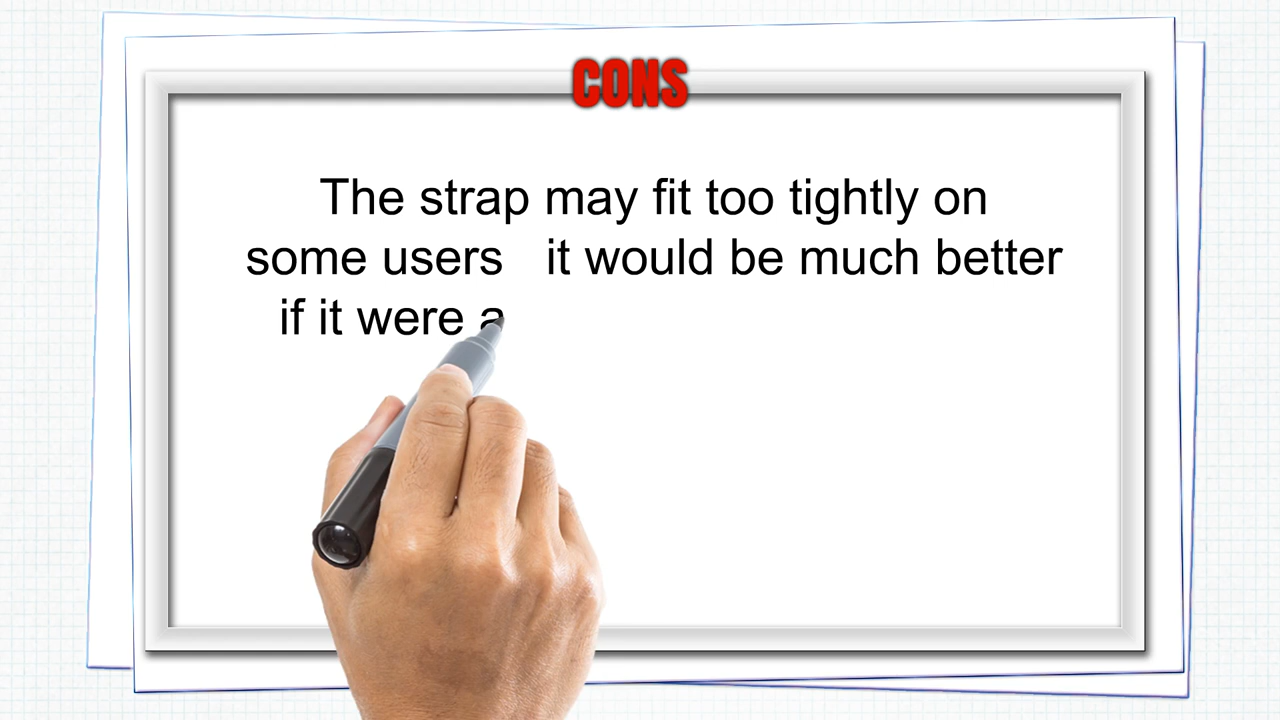 CONS
The strap may fit too tightly on
some users it would be much better
if it were a